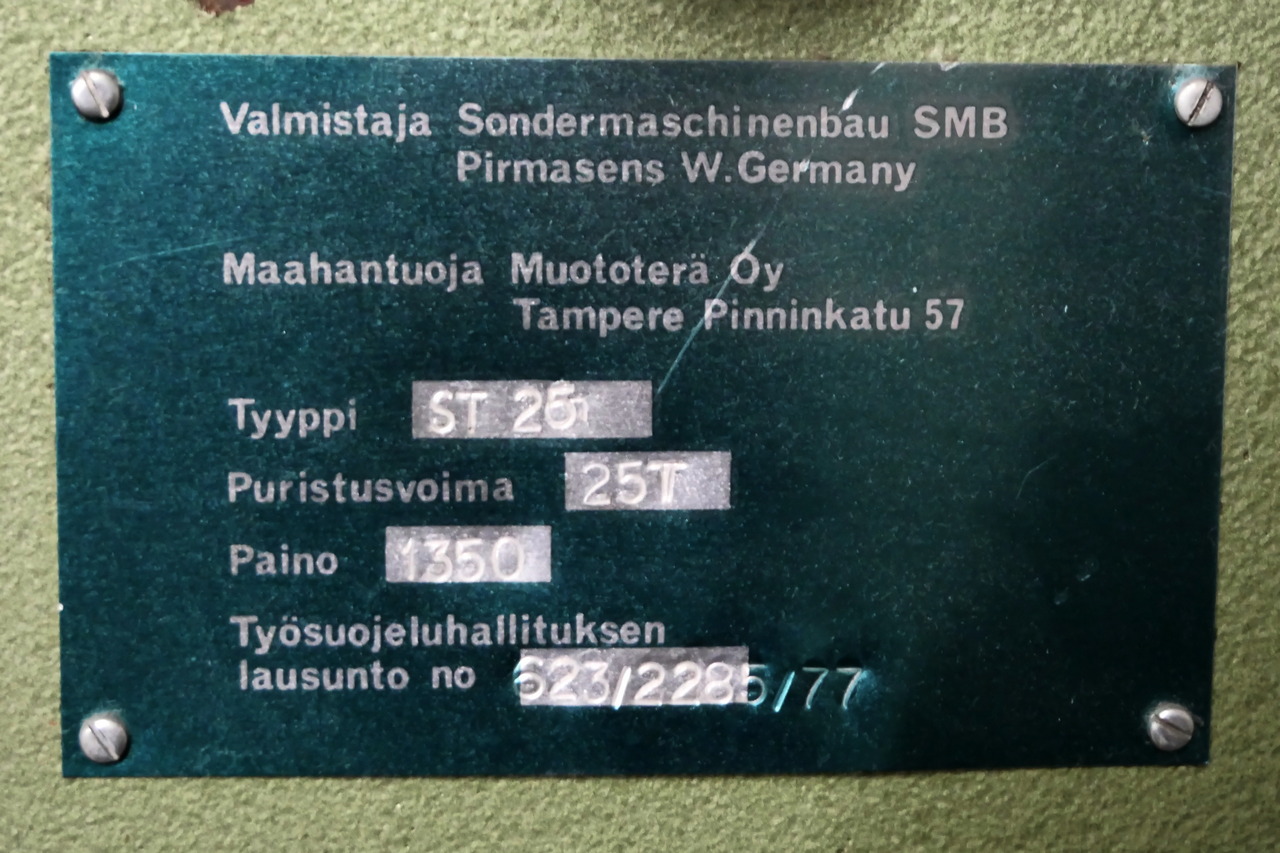 Valmistaja Sondermaschinenbau SMB
Pirmasens W.Germany
Maahantuoja Muototerä Oy
Tampere Pinninkatu 57
Tyyppi ST
Puristusvoima 25T
Paino 1350
Työsuojeluhallituksen
lausunto no 623/2285/77